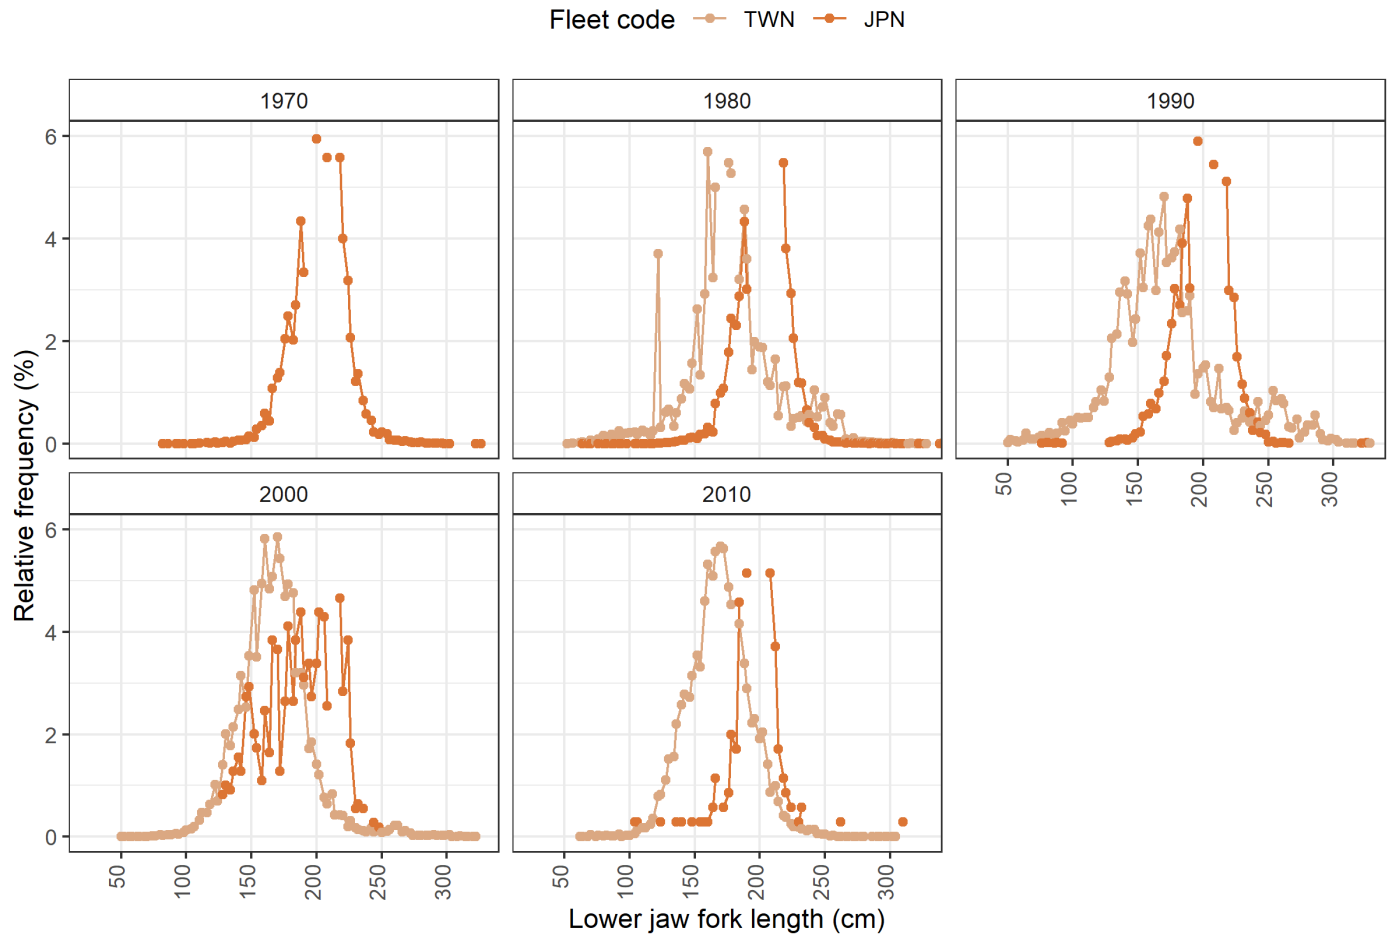 Fleet code TWN JPN
1970 1980 1990
6
4
2
0
50 100 150 200 250 300
2000 2010
6
4
2
0
50 100 150 200 250 300 50 100 150 200 250 300
Relative frequency (%)
Lower jaw fork length (cm)